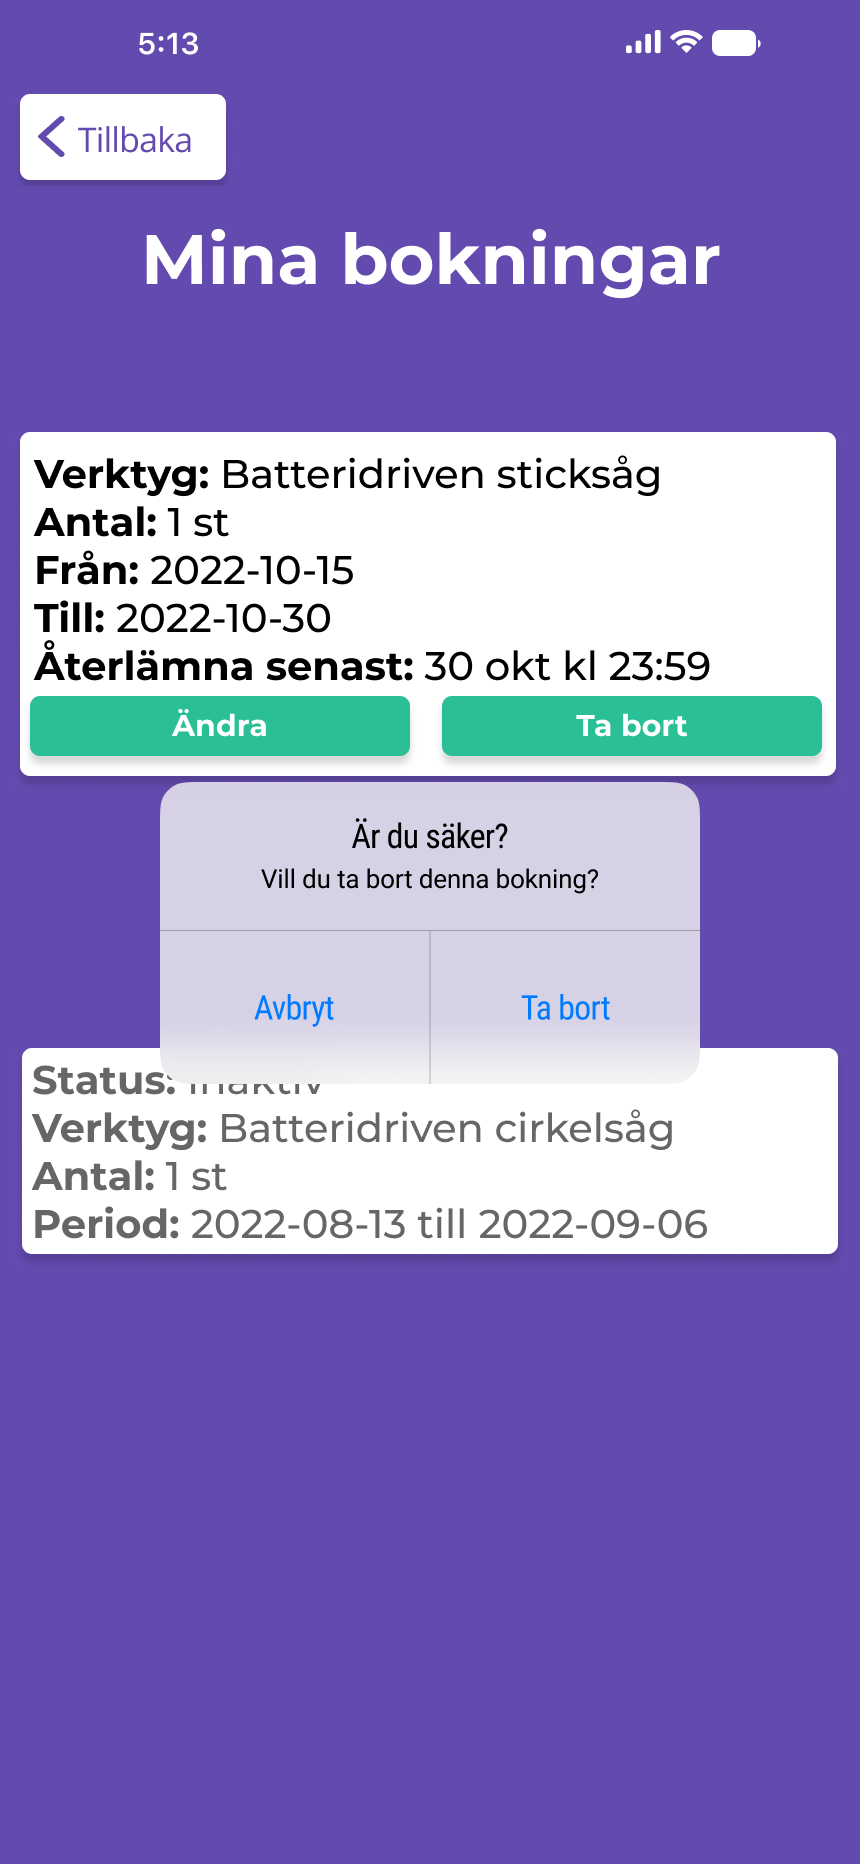 5:13
Tillbaka
Mina bokningar
Verktyg: Batteridriven sticksåg
Antal: 1 st
Från: 2022-10-15
Till: 2022-10-30
Återlämna senast: 30 okt kl 23:59
Ändra
Ta bort
Är du säker?
Vill du ta bort denna bokning?
Avbryt
Ta bort
Status: Inaktiv
Verktyg: Batteridriven cirkelsåg
Antal: 1 st
Period: 2022-08-13 till 2022-09-06